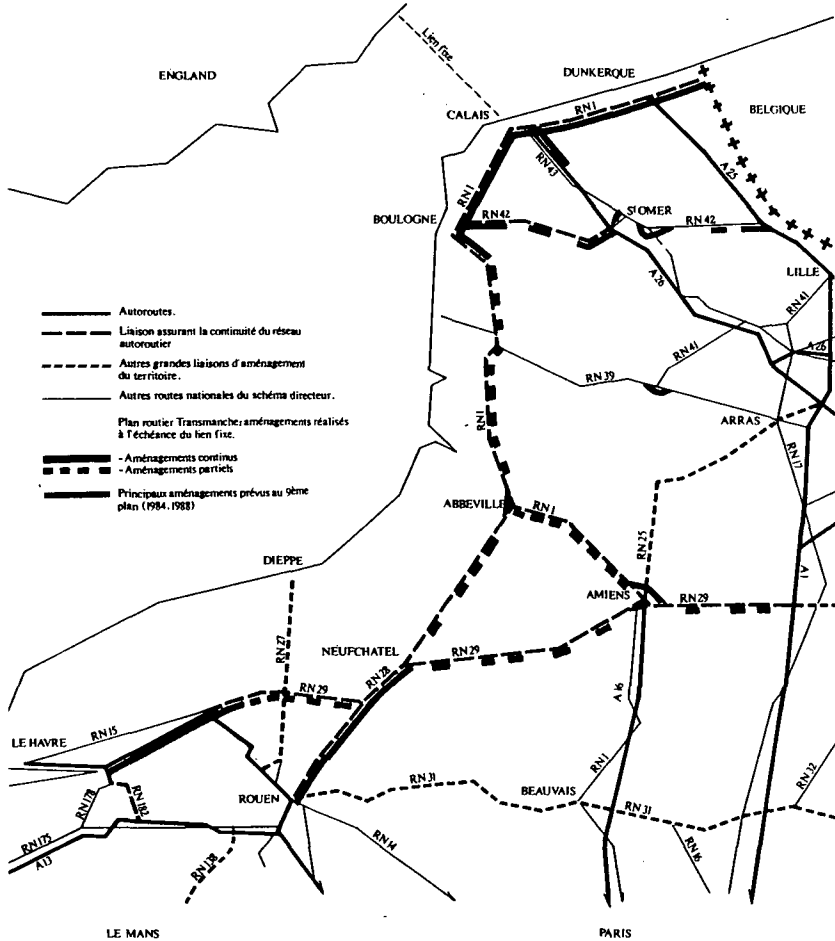 Lien fixe
ENGLAND
DUNKERQUE
RN1
CALAIS
BELGIQUE
RN43
A25
RN1
ST OMER
BOULOGNE
RN42
RN42
LILLE
A26
RN41
Autoroutes.
Liaison assurant la continuité du réseau
autoroutier
Autres grandes liaisons d'aménagement
du territoire.
Autres routes nationales du schéma directeur.
Plan routier Transmanche; aménagements réalisés
à l'échéance du lien fixe.
- Aménagements continus
- Aménagements partiels
Principaux aménagements prévus au 9ème
plan (1984.1988)
RN41
A26
RN39
RN1
ARRAS
RN17
ABBEVILLE
RN1
RN25
DIEPPE
A1
AMIENS
RN29
RN27
NEUFCHATEL
RN29
RN28
RN29
A16
RN15
LE HAVRE
RN1
RN32
RN31
BEAUVAIS
RN178
RN182
ROUEN
RN31
RN175
A13
RN138
RN14
RN16
LE MANS
PARIS